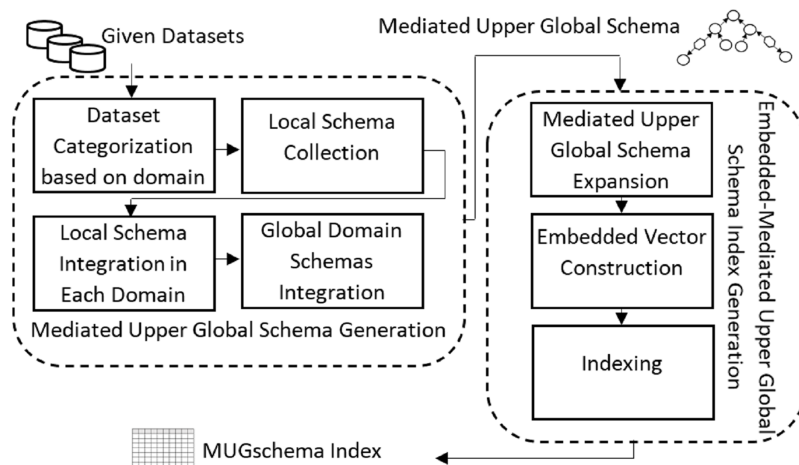 Given Datasets
Mediated Upper Global Schema
Dataset
Categorization
based on domain
Local Schema
Collection
Local Schema
Integration in
Each Domain
Global Domain
Schemas
Integration
Mediated Upper Global Schema Generation
Mediated Upper
Global Schema
Expansion
Embedded Vector
Construction
Indexing
Embedded-Mediated Upper Global
Schema Index Generation
MUGschema Index